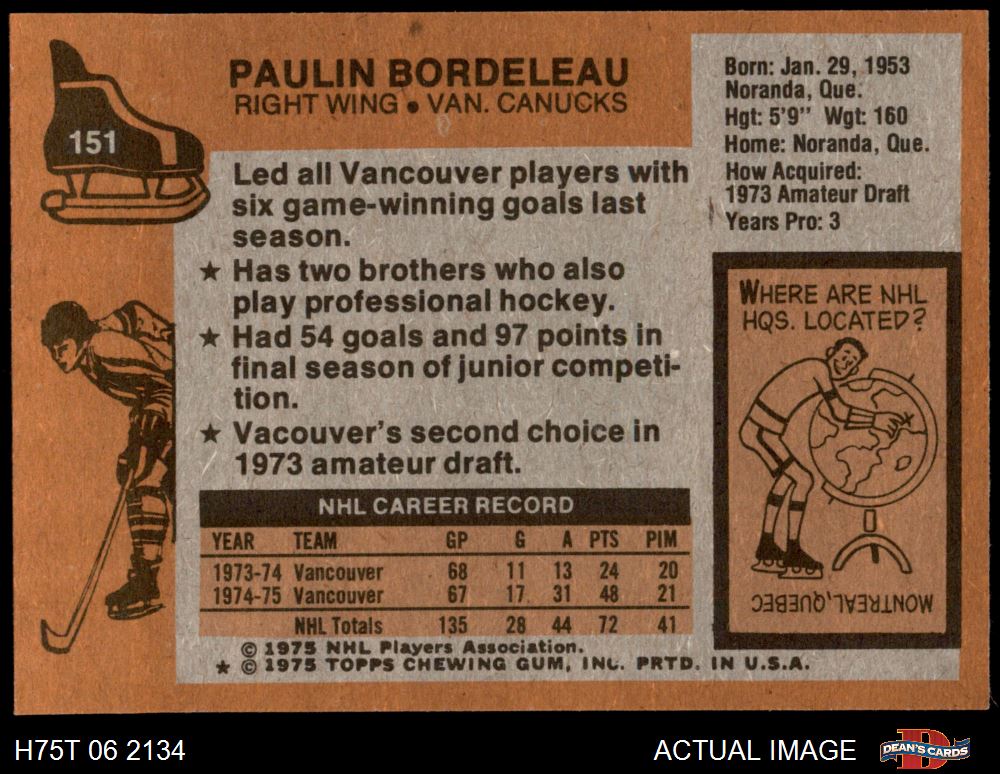 151
PAULIN BORDELEAU
RIGHT WING • VAN. CANUCKS
Led all Vancouver players with
six game-winning goals last
season.
★ Has two brothers who also
play professional hockey.
★ Had 54 goals and 97 points in
final season of junior competi-
tion.
★ Vacouver's second choice in
1973 amateur draft.
Born: Jan. 29, 1953
Noranda, Que.
Hgt: 5'9" Wgt: 160
Home: Noranda, Que.
How Acquired:
1973 Amateur Draft
Years Pro: 3
WHERE ARE NHL
HQS. LOCATED?
MONTREAL, QUEBEC
NHL CAREER RECORD
YEAR TEAM GP G A PTS PIM
1973-74 Vancouver 68 11 13 24 20
1974-75 Vancouver 67 17 31 48 21
NHL Totals 135 28 44 72 41
© 1975 NHL Players Association.
★ © 1975 TOPPS CHEWING GUM, INC. PRTD. IN U.S.A.
H75T 06 2134
ACTUAL IMAGE
DEAN'S CARDS